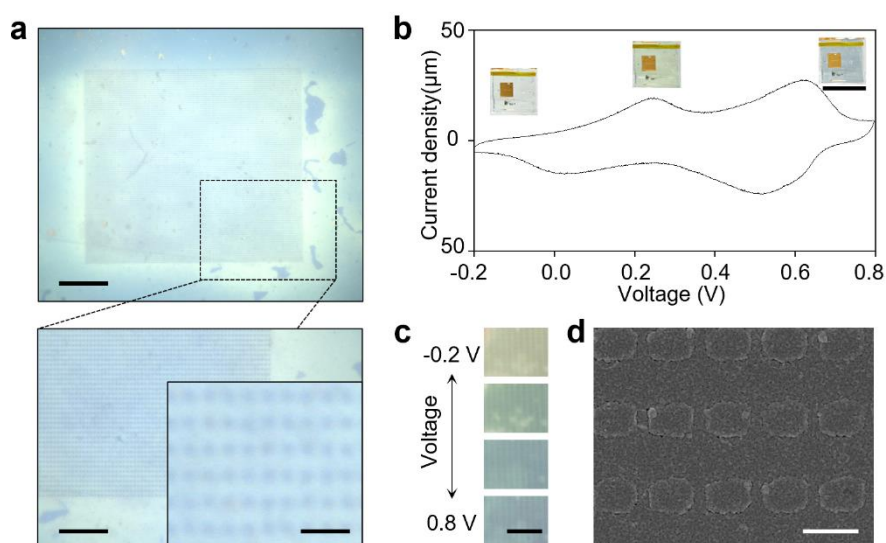 a
b
Current density(μm)
50
0
50
-0.2
0.0
0.2
0.4
0.6
0.8
Voltage (V)
c
-0.2 V
Voltage
0.8 V
d